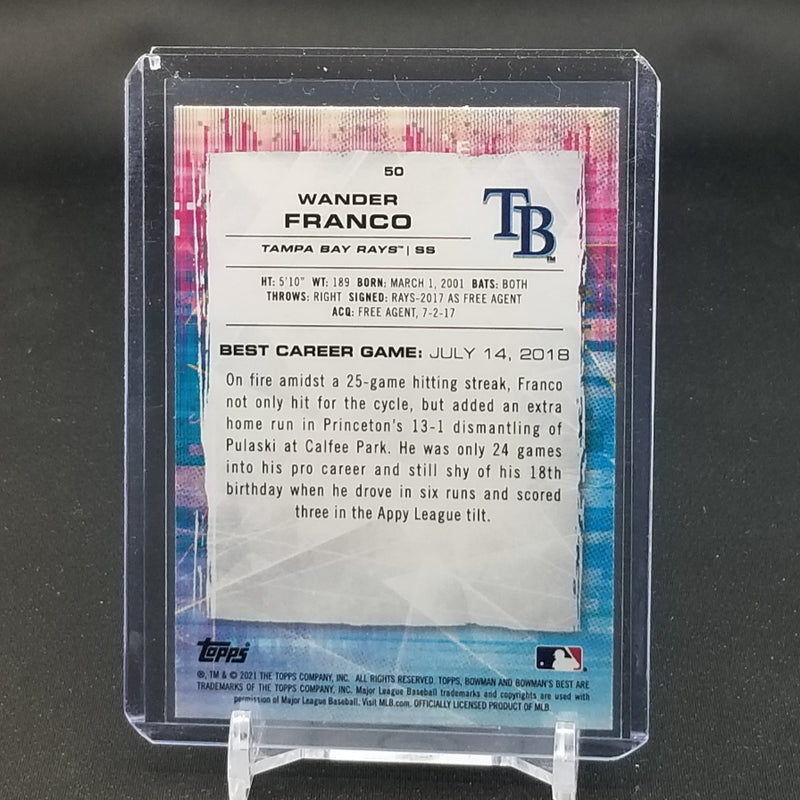 50
WANDER
FRANCO
TAMPA BAY RAYS™ | SS
TB™
HT: 5'10" WT: 189 BORN: MARCH 1, 2001 BATS: BOTH
THROWS: RIGHT SIGNED: RAYS-2017 AS FREE AGENT
ACQ: FREE AGENT, 7-2-17
BEST CAREER GAME: JULY 14, 2018
On fire amidst a 25-game hitting streak, Franco
not only hit for the cycle, but added an extra
home run in Princeton's 13-1 dismantling of
Pulaski at Calfee Park. He was only 24 games
into his pro career and still shy of his 18th
birthday when he drove in six runs and scored
three in the Appy League tilt.
Topps
®, TM & © 2021 THE TOPPS COMPANY, INC. ALL RIGHTS RESERVED. TOPPS, BOWMAN AND BOWMAN'S BEST ARE
TRADEMARKS OF THE TOPPS COMPANY, INC. Major League Baseball trademarks and copyrights are used with
permission of Major League Baseball. Visit MLB.com. OFFICIALLY LICENSED PRODUCT OF MLB.